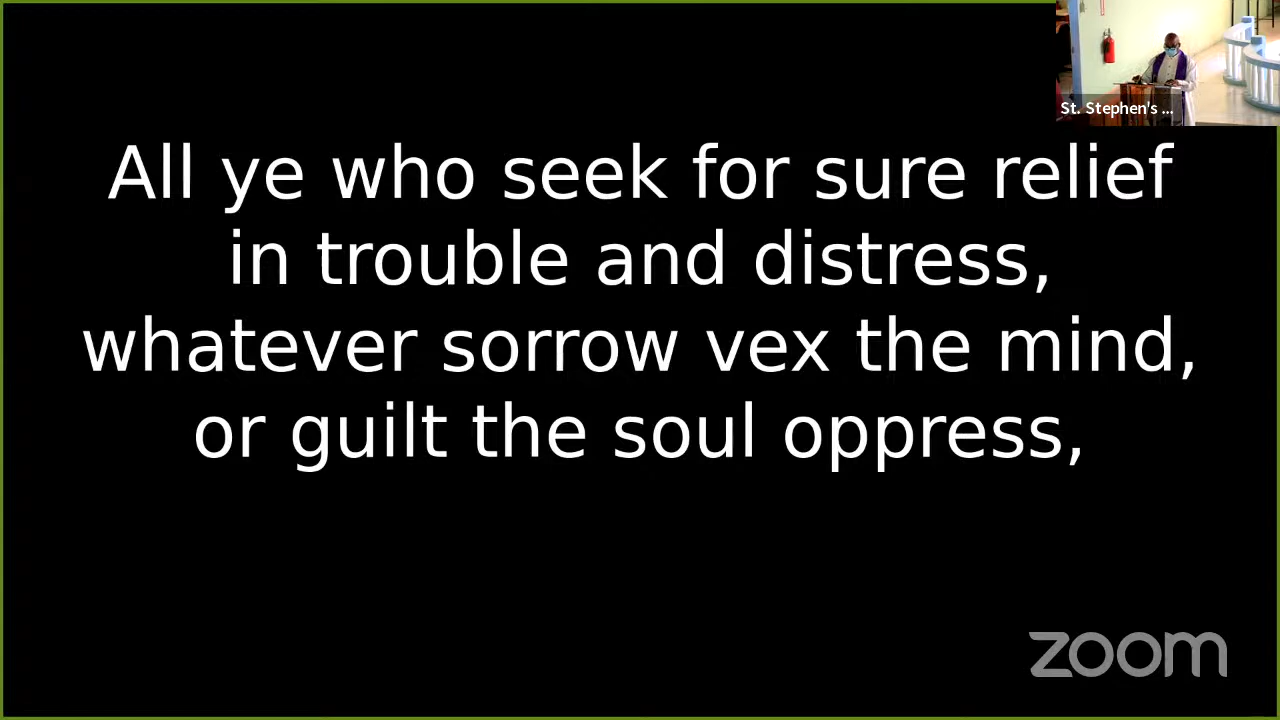 St. Stephen's ...
All ye who seek for sure relief
in trouble and distress,
whatever sorrow vex the mind,
or guilt the soul oppress,
zoom